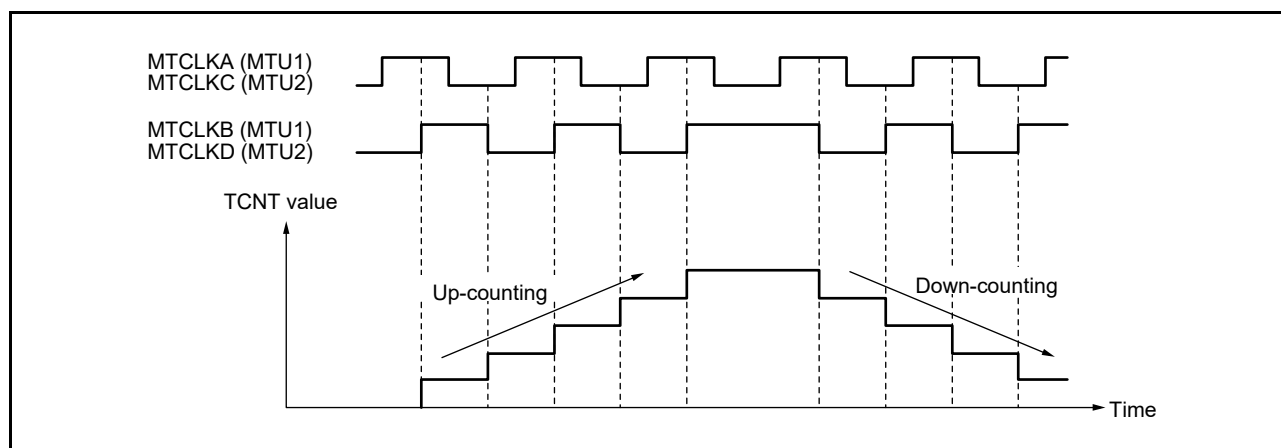 MTCLKA (MTU1)
MTCLKC (MTU2)
MTCLKB (MTU1)
MTCLKD (MTU2)
TCNT value
Up-counting
Down-counting
Time